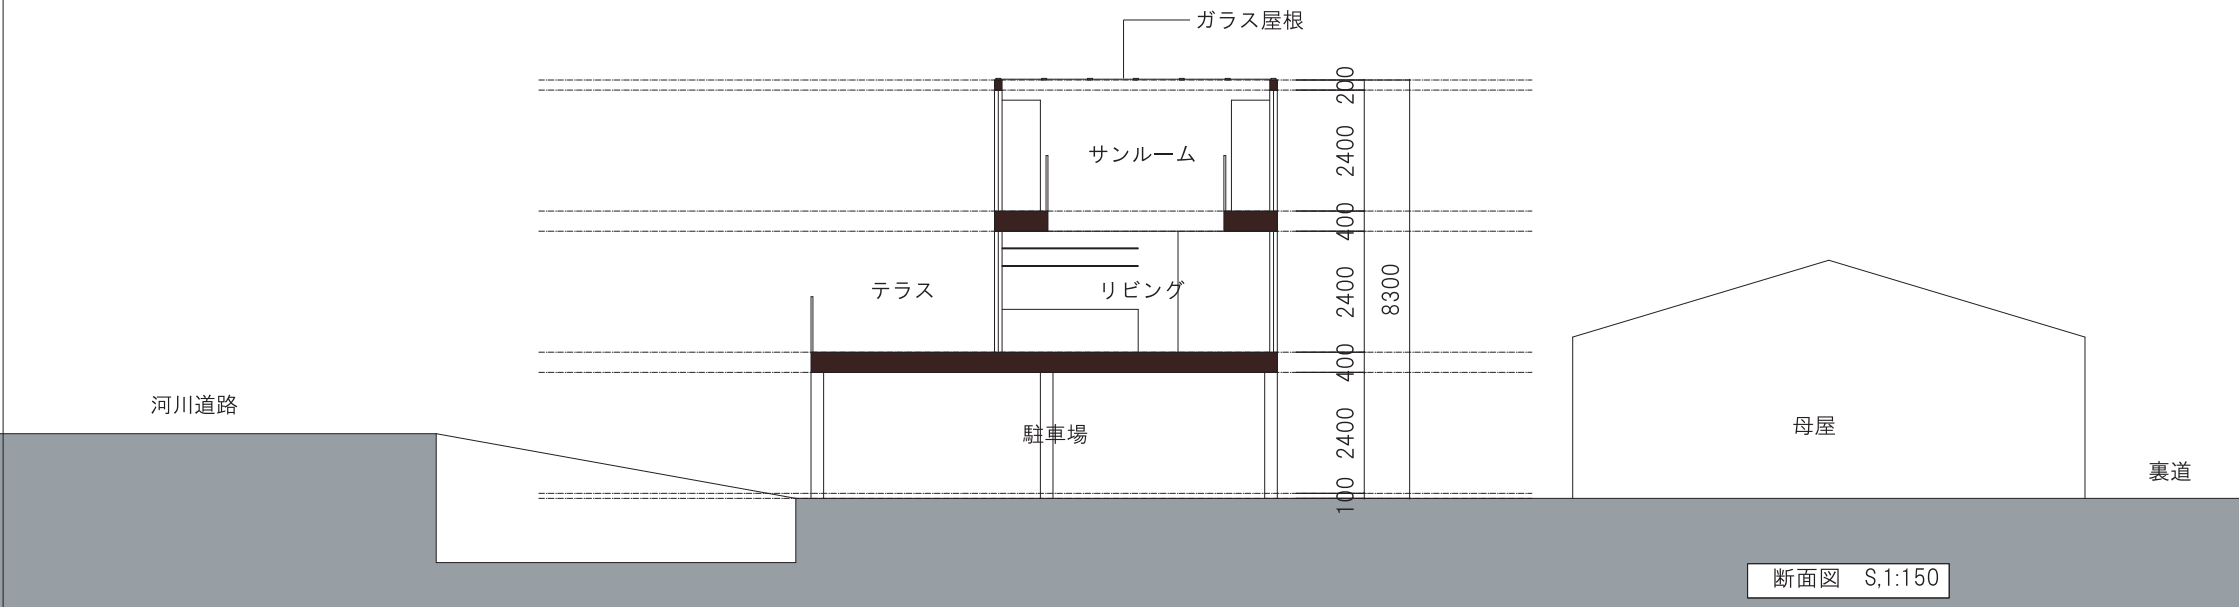 ガラス屋根
200
2400
サンルーム
400
2400
8300
テラス
リビング
400
河川道路
2400
駐車場
母屋
裏道
100
断面図　S,1:150